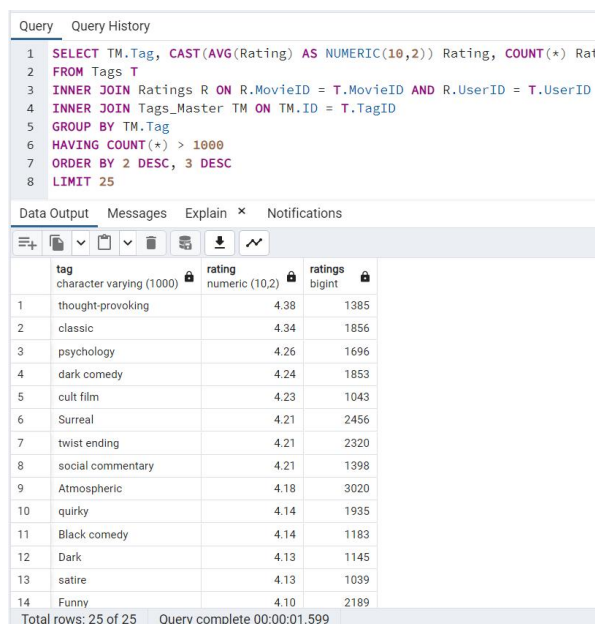 Query Query History
1 SELECT TM.Tag, CAST(AVG(Rating) AS NUMERIC(10,2)) Rating, COUNT(*) Rat
2 FROM Tags T
3 INNER JOIN Ratings R ON R.MovieID = T.MovieID AND R.UserID = T.UserID
4 INNER JOIN Tags_Master TM ON TM.ID = T.TagID
5 GROUP BY TM.Tag
6 HAVING COUNT(*) > 1000
7 ORDER BY 2 DESC, 3 DESC
8 LIMIT 25
Data Output Messages Explain × Notifications
tag rating ratings
character varying (1000) numeric (10,2) bigint
1 thought-provoking 4.38 1385
2 classic 4.34 1856
3 psychology 4.26 1696
4 dark comedy 4.24 1853
5 cult film 4.23 1043
6 Surreal 4.21 2456
7 twist ending 4.21 2320
8 social commentary 4.21 1398
9 Atmospheric 4.18 3020
10 quirky 4.14 1935
11 Black comedy 4.14 1183
12 Dark 4.13 1145
13 satire 4.13 1039
14 Funny 4.10 2189
Total rows: 25 of 25 Query complete 00:00:01.599